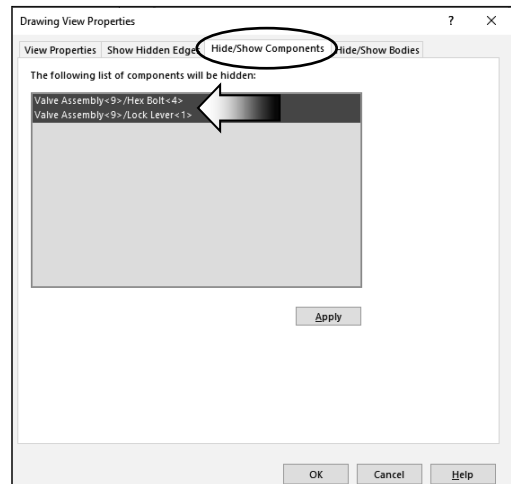 Drawing View Properties ? ×
View Properties Show Hidden Edges Hide/Show Components Hide/Show Bodies
The following list of components will be hidden:
Valve Assembly<9>/Hex Bolt<4>
Valve Assembly<9>/Lock Lever<1>
Apply
OK Cancel Help